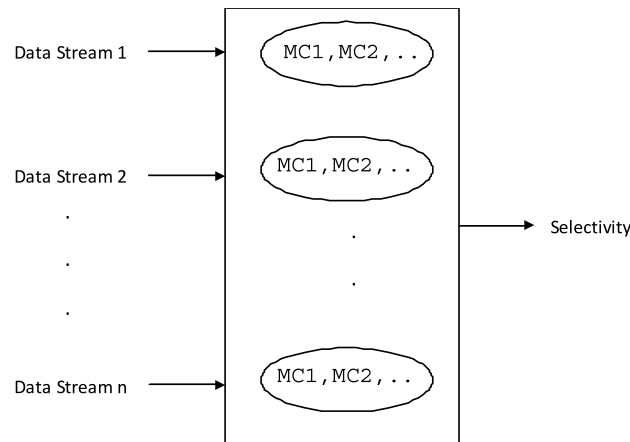 Data Stream 1
MC1,MC2,..
Data Stream 2
MC1,MC2,..
Selectivity
Data Stream n
MC1,MC2,..